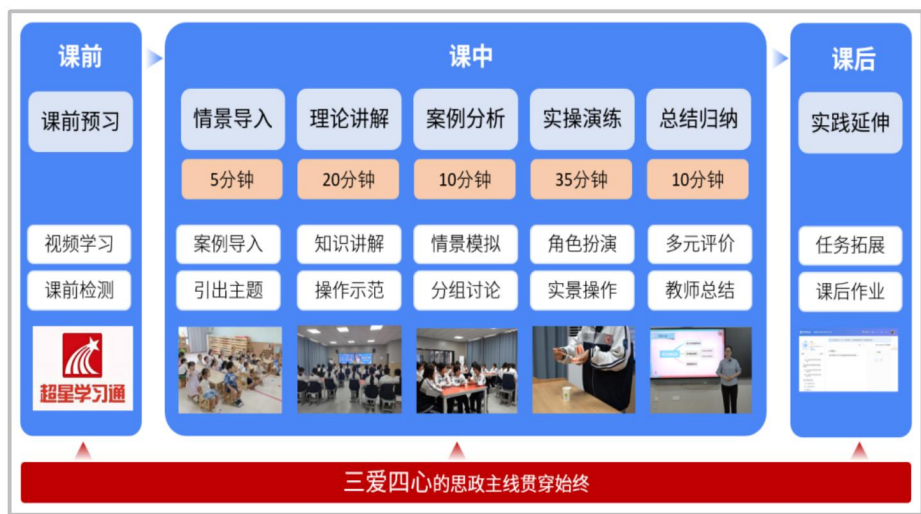 课前
课前预习
视频学习
课前检测
超星学习通
课中
情景导入
理论讲解
案例分析
实操演练
总结归纳
5分钟
20分钟
10分钟
35分钟
10分钟
案例导入
知识讲解
情景模拟
角色扮演
多元评价
引出主题
操作示范
分组讨论
实景操作
教师总结
课后
实践延伸
任务拓展
课后作业
三爱四心的思政主线贯穿始终